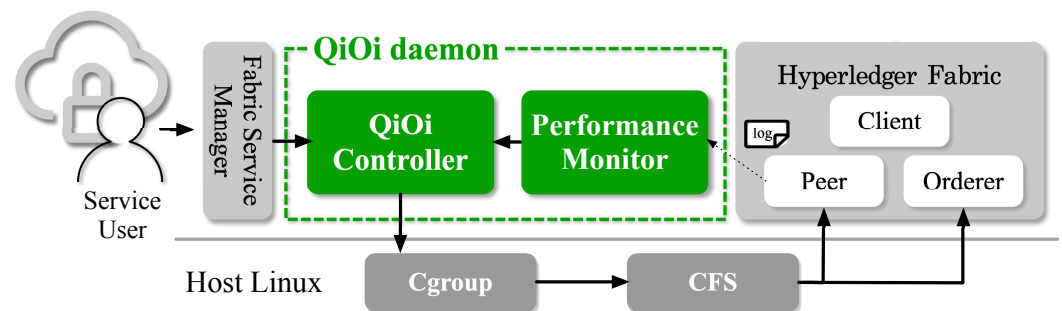 QiOi daemon
Service
User
Fabric Service
Manager
QiOi
Controller
Performance
Monitor
log
Hyperledger Fabric
Client
Peer
Orderer
Host Linux
Cgroup
CFS